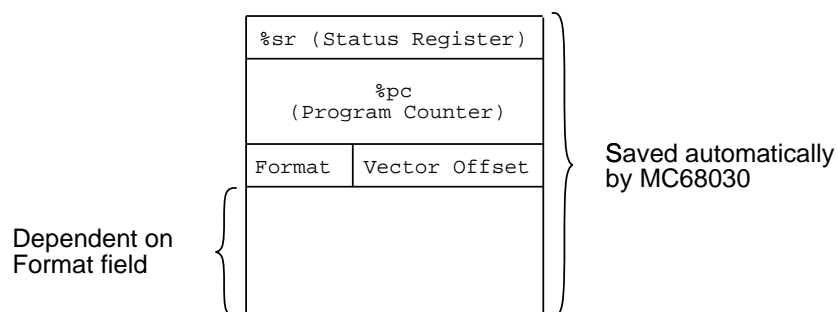 %sr (Status Register)
%pc
(Program Counter)
Format
Vector Offset
Saved automatically
by MC68030
Dependent on
Format field